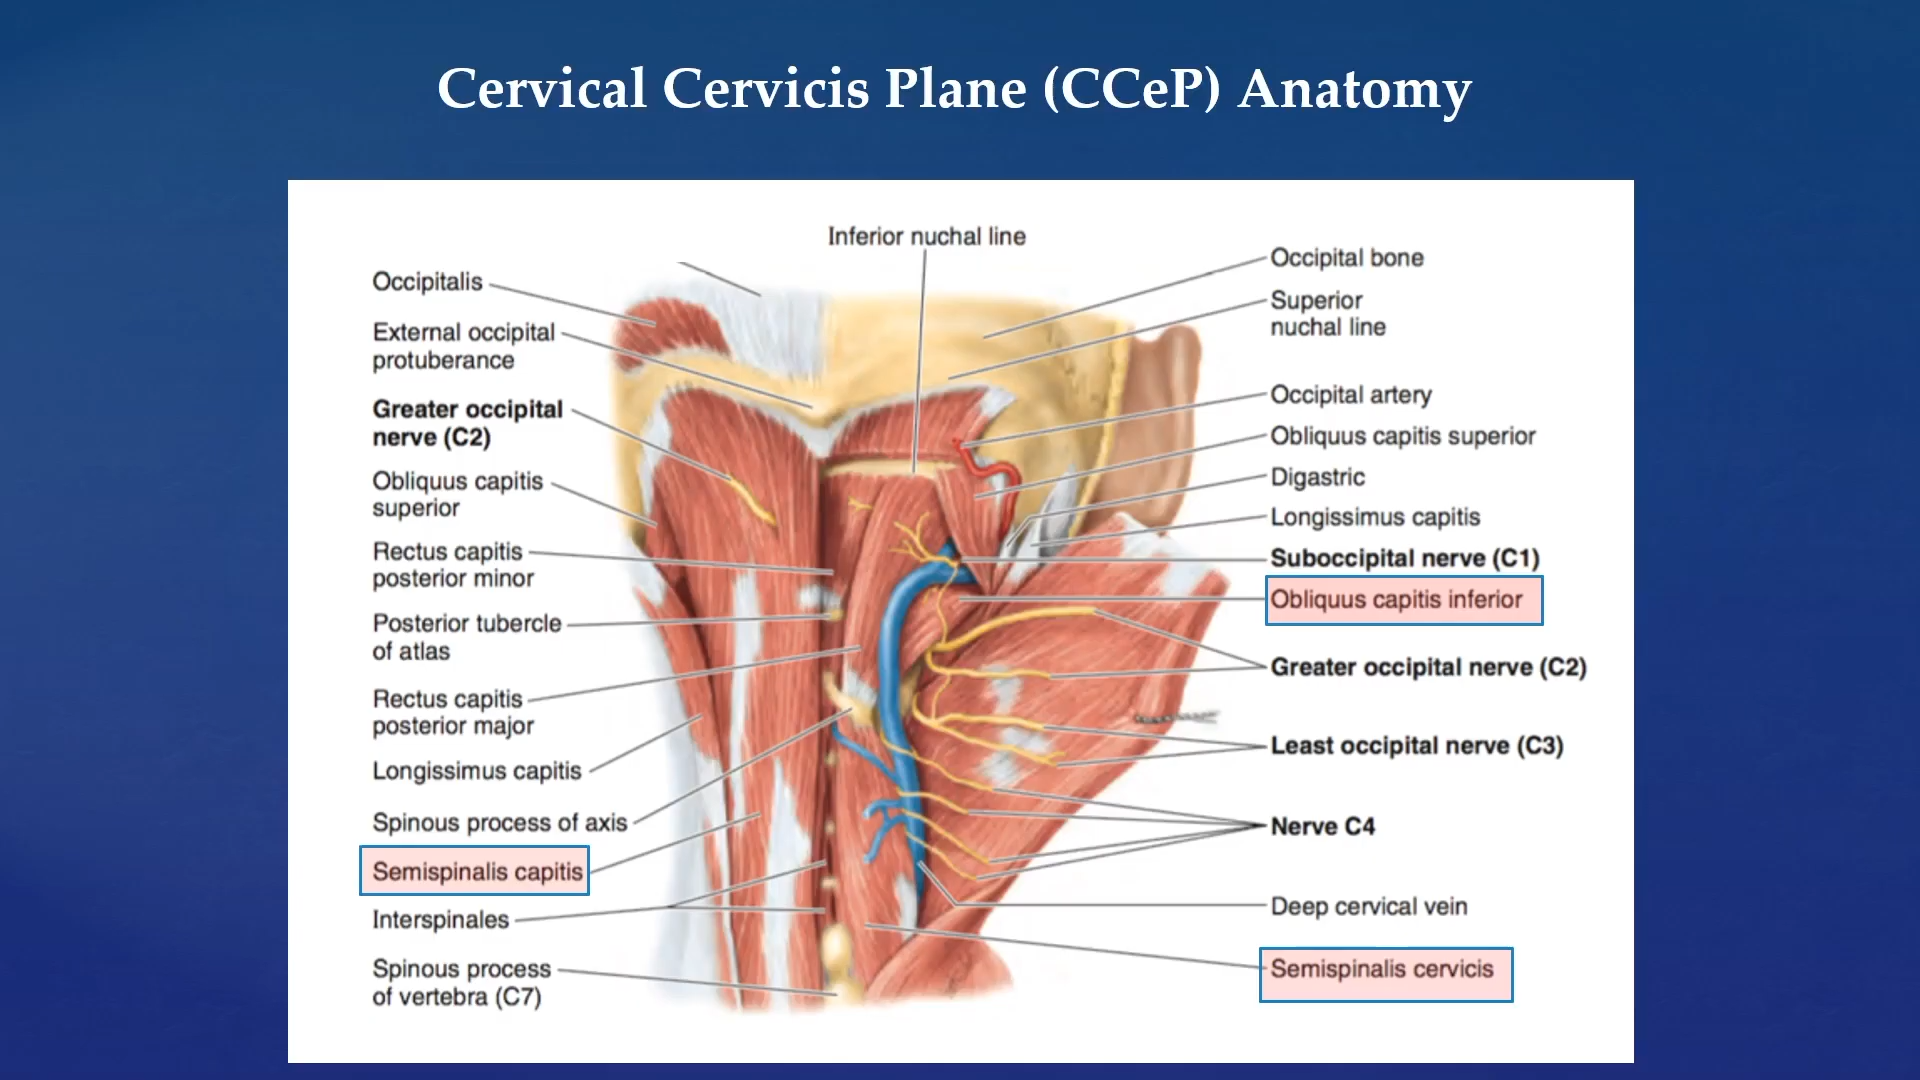 Cervical Cervicis Plane (CCeP) Anatomy
Inferior nuchal line
Occipitalis
External occipital
protuberance
Greater occipital
nerve (C2)
Obliquus capitis
superior
Rectus capitis
posterior minor
Posterior tubercle
of atlas
Rectus capitis
posterior major
Longissimus capitis
Spinous process of axis
Semispinalis capitis
Interspinales
Spinous process
of vertebra (C7)
Occipital bone
Superior
nuchal line
Occipital artery
Obliquus capitis superior
Digastric
Longissimus capitis
Suboccipital nerve (C1)
Obliquus capitis inferior
Greater occipital nerve (C2)
Least occipital nerve (C3)
Nerve C4
Deep cervical vein
Semispinalis cervicis